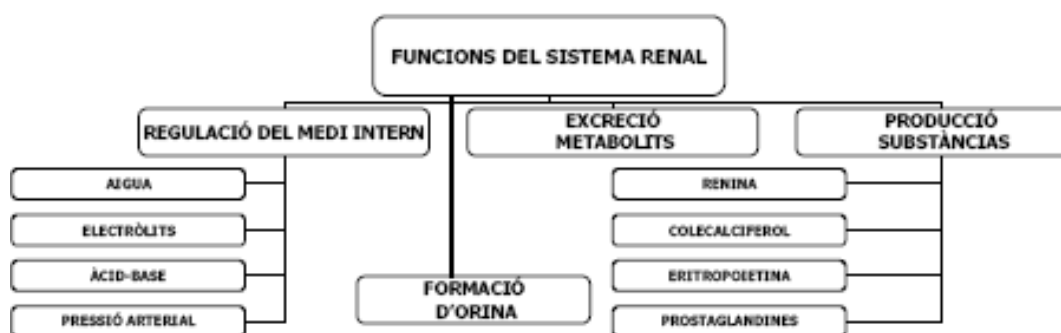 FUNCIONS DEL SISTEMA RENAL
REGULACIÓ DEL MEDI INTERN
EXCRECIÓ
METABOLITS
PRODUCCIÓ
SUBSTÀNCIAS
AIGUA
ELECTRÒLITS
ÀCID-BASE
PRESSIÓ ARTERIAL
FORMACIÓ
D'ORINA
RENINA
COLECALCIFEROL
ERITROPOIETINA
PROSTAGLANDINES